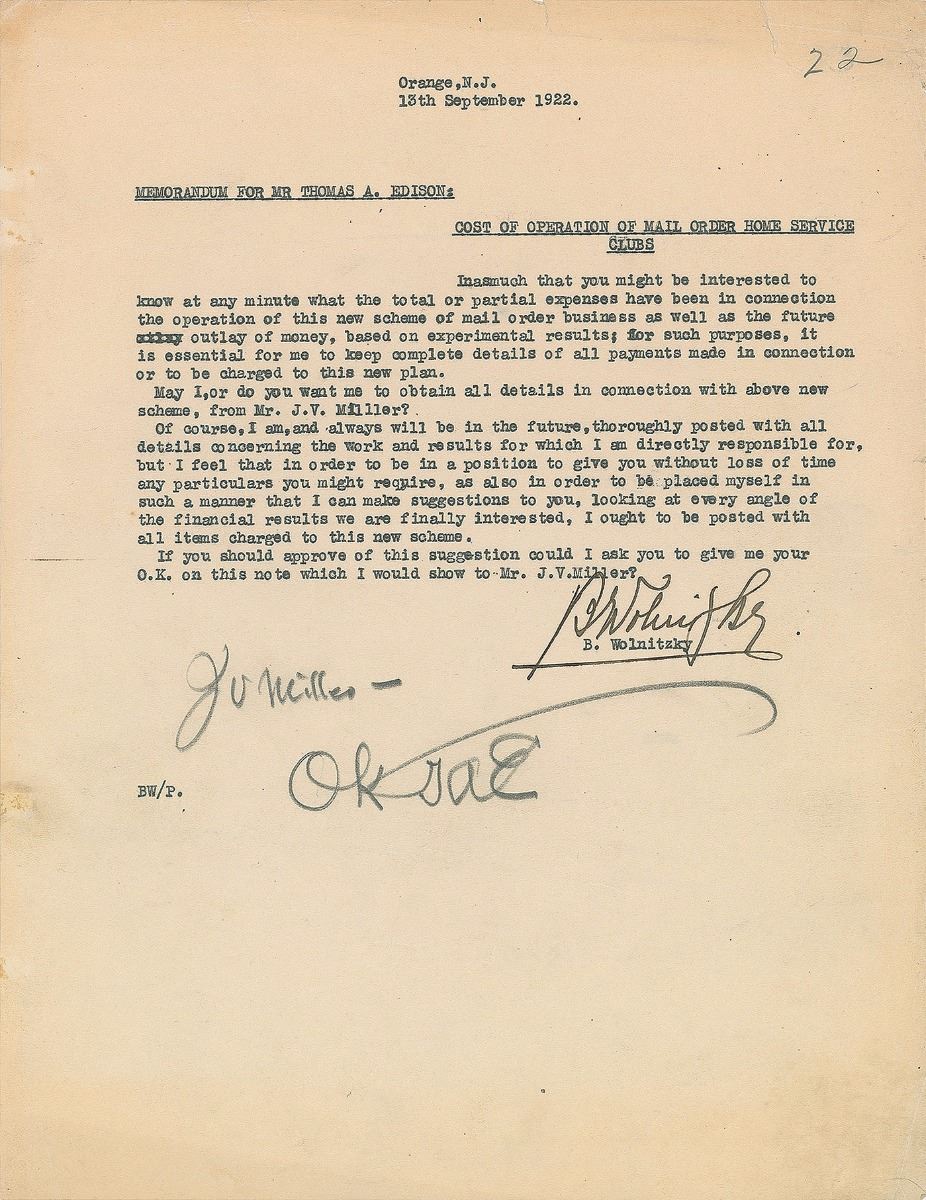 22
Orange,N.J.
13th September 1922.
MEMORANDUM FOR MR THOMAS A. EDISON:
COST OF OPERATION OF MAIL ORDER HOME SERVICE
CLUBS
Inasmuch that you might be interested to
know at any minute what the total or partial expenses have been in connection
the operation of this new scheme of mail order business as well as the future
outlay of money, based on experimental results; for such purposes, it
is essential for me to keep complete details of all payments made in connection
or to be charged to this new plan.
May I,or do you want me to obtain all details in connection with above new
scheme, from Mr. J.V. Milller?
Of course,I am,and always will be in the future,thoroughly posted with all
details concerning the work and results for which I am directly responsible for,
but I feel that in order to be in a position to give you without loss of time
any particulars you might require, as also in order to be placed myself in
such a manner that I can make suggestions to you, looking at every angle of
the financial results we are finally interested, I ought to be posted with
all items charged to this new scheme.
If you should approve of this suggestion could I ask you to give me your
O.K. on this note which I would show to Mr. J.V.Miller?
BWolnitzky
B. Wolnitzky
J V Miller —
OK TAE
BW/P.